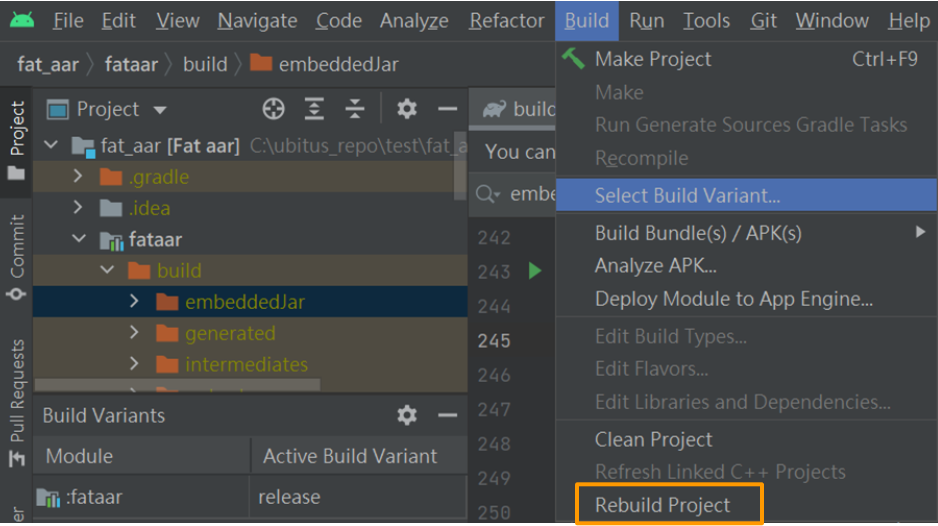 File Edit View Navigate Code Analyze Refactor Build Run Tools Git Window Help
fat_aar > fataar > build > embeddedJar
Project
Commit
Pull Requests
Project
fat_aar [Fat aar] C:\ubitus_repo\test\fat_a
.gradle
.idea
fataar
build
embeddedJar
generated
intermediates
Build Variants
Module Active Build Variant
:fataar release
build
You can
embe
242
243
244
245
246
247
248
249
250
Make Project Ctrl+F9
Make
Run Generate Sources Gradle Tasks
Recompile
Select Build Variant...
Build Bundle(s) / APK(s)
Analyze APK...
Deploy Module to App Engine...
Edit Build Types...
Edit Flavors...
Edit Libraries and Dependencies...
Clean Project
Refresh Linked C++ Projects
Rebuild Project